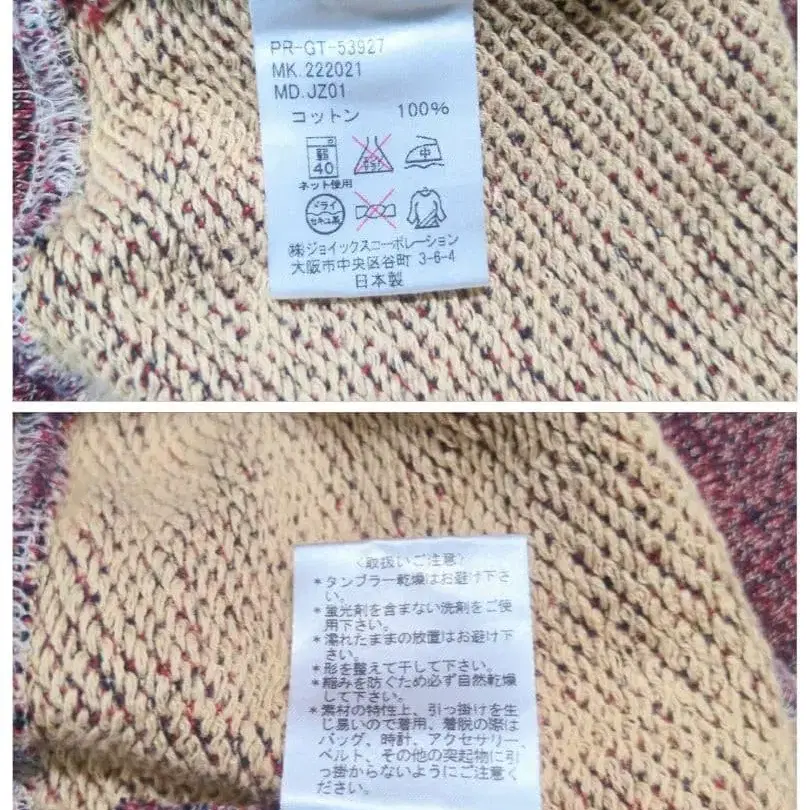 PR-GT-53927
MK.222021
MD.JZ01
コットン 100%
弱
40
中
ネット使用
ドライ
セキユ系
㈱ジョイックスコーポレーション
大阪市中央区谷町 3-6-4
日本製
〈取扱いご注意〉
*タンブラー乾燥はお避け下さ
い。
*蛍光剤を含まない洗剤をご使
用下さい。
*濡れたままの放置はお避け下
さい。
*形を整えて干して下さい。
*縮みを防ぐため必ず自然乾燥
して下さい。
*素材の特性上、引っ掛けを生
じ易いので着用、着脱の際は
バッグ、時計、アクセサリー、
ベルト、その他の突起物に引
っ掛からないようにご注意く
ださい。